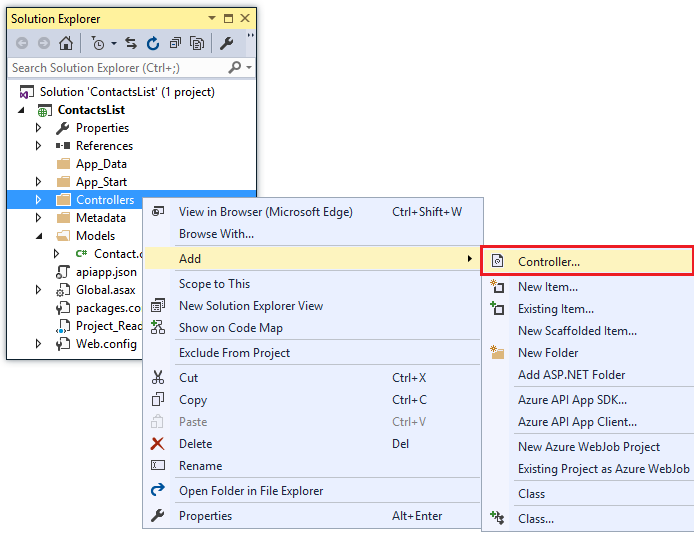 Solution Explorer
Search Solution Explorer (Ctrl+;)
Solution 'ContactsList' (1 project)
ContactsList
Properties
References
App_Data
App_Start
Controllers
Metadata
Models
C# Contact.c
apiapp.json
Global.asax
packages.co
Project_Read
Web.config
View in Browser (Microsoft Edge) Ctrl+Shift+W
Browse With...
Add
Scope to This
New Solution Explorer View
Show on Code Map
Exclude From Project
Cut Ctrl+X
Copy Ctrl+C
Paste Ctrl+V
Delete Del
Rename
Open Folder in File Explorer
Properties Alt+Enter
Controller...
New Item...
Existing Item...
New Scaffolded Item...
New Folder
Add ASP.NET Folder
Azure API App SDK...
Azure API App Client...
New Azure WebJob Project
Existing Project as Azure WebJob
Class
Class...